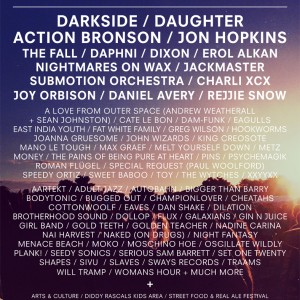 DARKSIDE / DAUGHTER
ACTION BRONSON / JON HOPKINS
THE FALL / DAPHNI / DIXON / EROL ALKAN
NIGHTMARES ON WAX / JACKMASTER
SUBMOTION ORCHESTRA / CHARLI XCX
JOY ORBISON / DANIEL AVERY / REJJIE SNOW
A LOVE FROM OUTER SPACE (ANDREW WEATHERALL
+ SEAN JOHNSTON) / CATE LE BON / DAM-FUNK / EAGULLS
EAST INDIA YOUTH / FAT WHITE FAMILY / GREG WILSON / HOOKWORMS
JOANNA GRUESOME / JOHN WIZARDS / KING CREOSOTE
MANO LE TOUGH / MAX GRAEF / MELT YOURSELF DOWN / METZ
MONEY / THE PAINS OF BEING PURE AT HEART / PINS / PSYCHEMAGIK
ROMAN FLÜGEL / SPECIAL REQUEST (PAUL WOOLFORD)
SPEEDY ORTIZ / SWEET BABOO / TOY / THE WYTCHES / XXYYXX
+
AARTEKT / ADULT JAZZ / AUTOBAHN / BIGGER THAN BARRY
BODYTONIC / BUGGED OUT / CHAMPIONLOVER / CHEATAHS
COTTONWOLF / EAVES / DAN SHAKE / DILATION
BROTHERHOOD SOUND / DOLLOP / FLUX / GALAXIANS / GIN N JUICE
GIRL BAND / GOLD TEETH / GOLDEN TEACHER / NADINE CARINA
NAI HARVEST / NAKED (ON DRUGS) / NIGHT FANTASY
MENACE BEACH / MOKO / MOSCHINO HOE / OSCILLATE WILDLY
PLANK! / SEEDY SONICS / SERIOUS SAM BARRETT / SET ONE TWENTY
SHAPES / SIVU / SLAVES / SWAYS RECORDS / TRAAMS
WILL TRAMP / WOMANS HOUR + MUCH MORE
+
ARTS & CULTURE / DIDDY RASCALS KIDS AREA / STREET FOOD & REAL ALE FESTIVAL